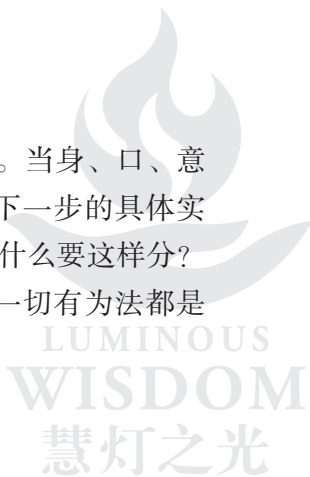 。当身、口、意
下一步的具体实
什么要这样分？
一切有为法都是
LUMINOUS
WISDOM
慧灯之光